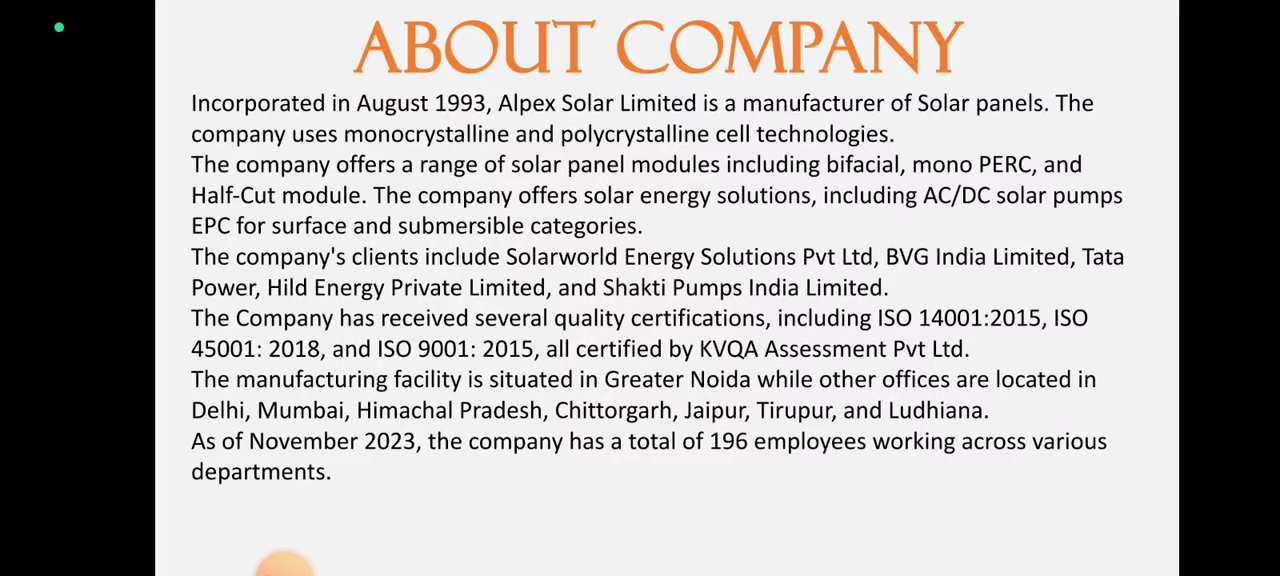 ABOUT COMPANY
Incorporated in August 1993, Alpex Solar Limited is a manufacturer of Solar panels. The
company uses monocrystalline and polycrystalline cell technologies.
The company offers a range of solar panel modules including bifacial, mono PERC, and
Half-Cut module. The company offers solar energy solutions, including AC/DC solar pumps
EPC for surface and submersible categories.
The company's clients include Solarworld Energy Solutions Pvt Ltd, BVG India Limited, Tata
Power, Hild Energy Private Limited, and Shakti Pumps India Limited.
The Company has received several quality certifications, including ISO 14001:2015, ISO
45001: 2018, and ISO 9001: 2015, all certified by KVQA Assessment Pvt Ltd.
The manufacturing facility is situated in Greater Noida while other offices are located in
Delhi, Mumbai, Himachal Pradesh, Chittorgarh, Jaipur, Tirupur, and Ludhiana.
As of November 2023, the company has a total of 196 employees working across various
departments.